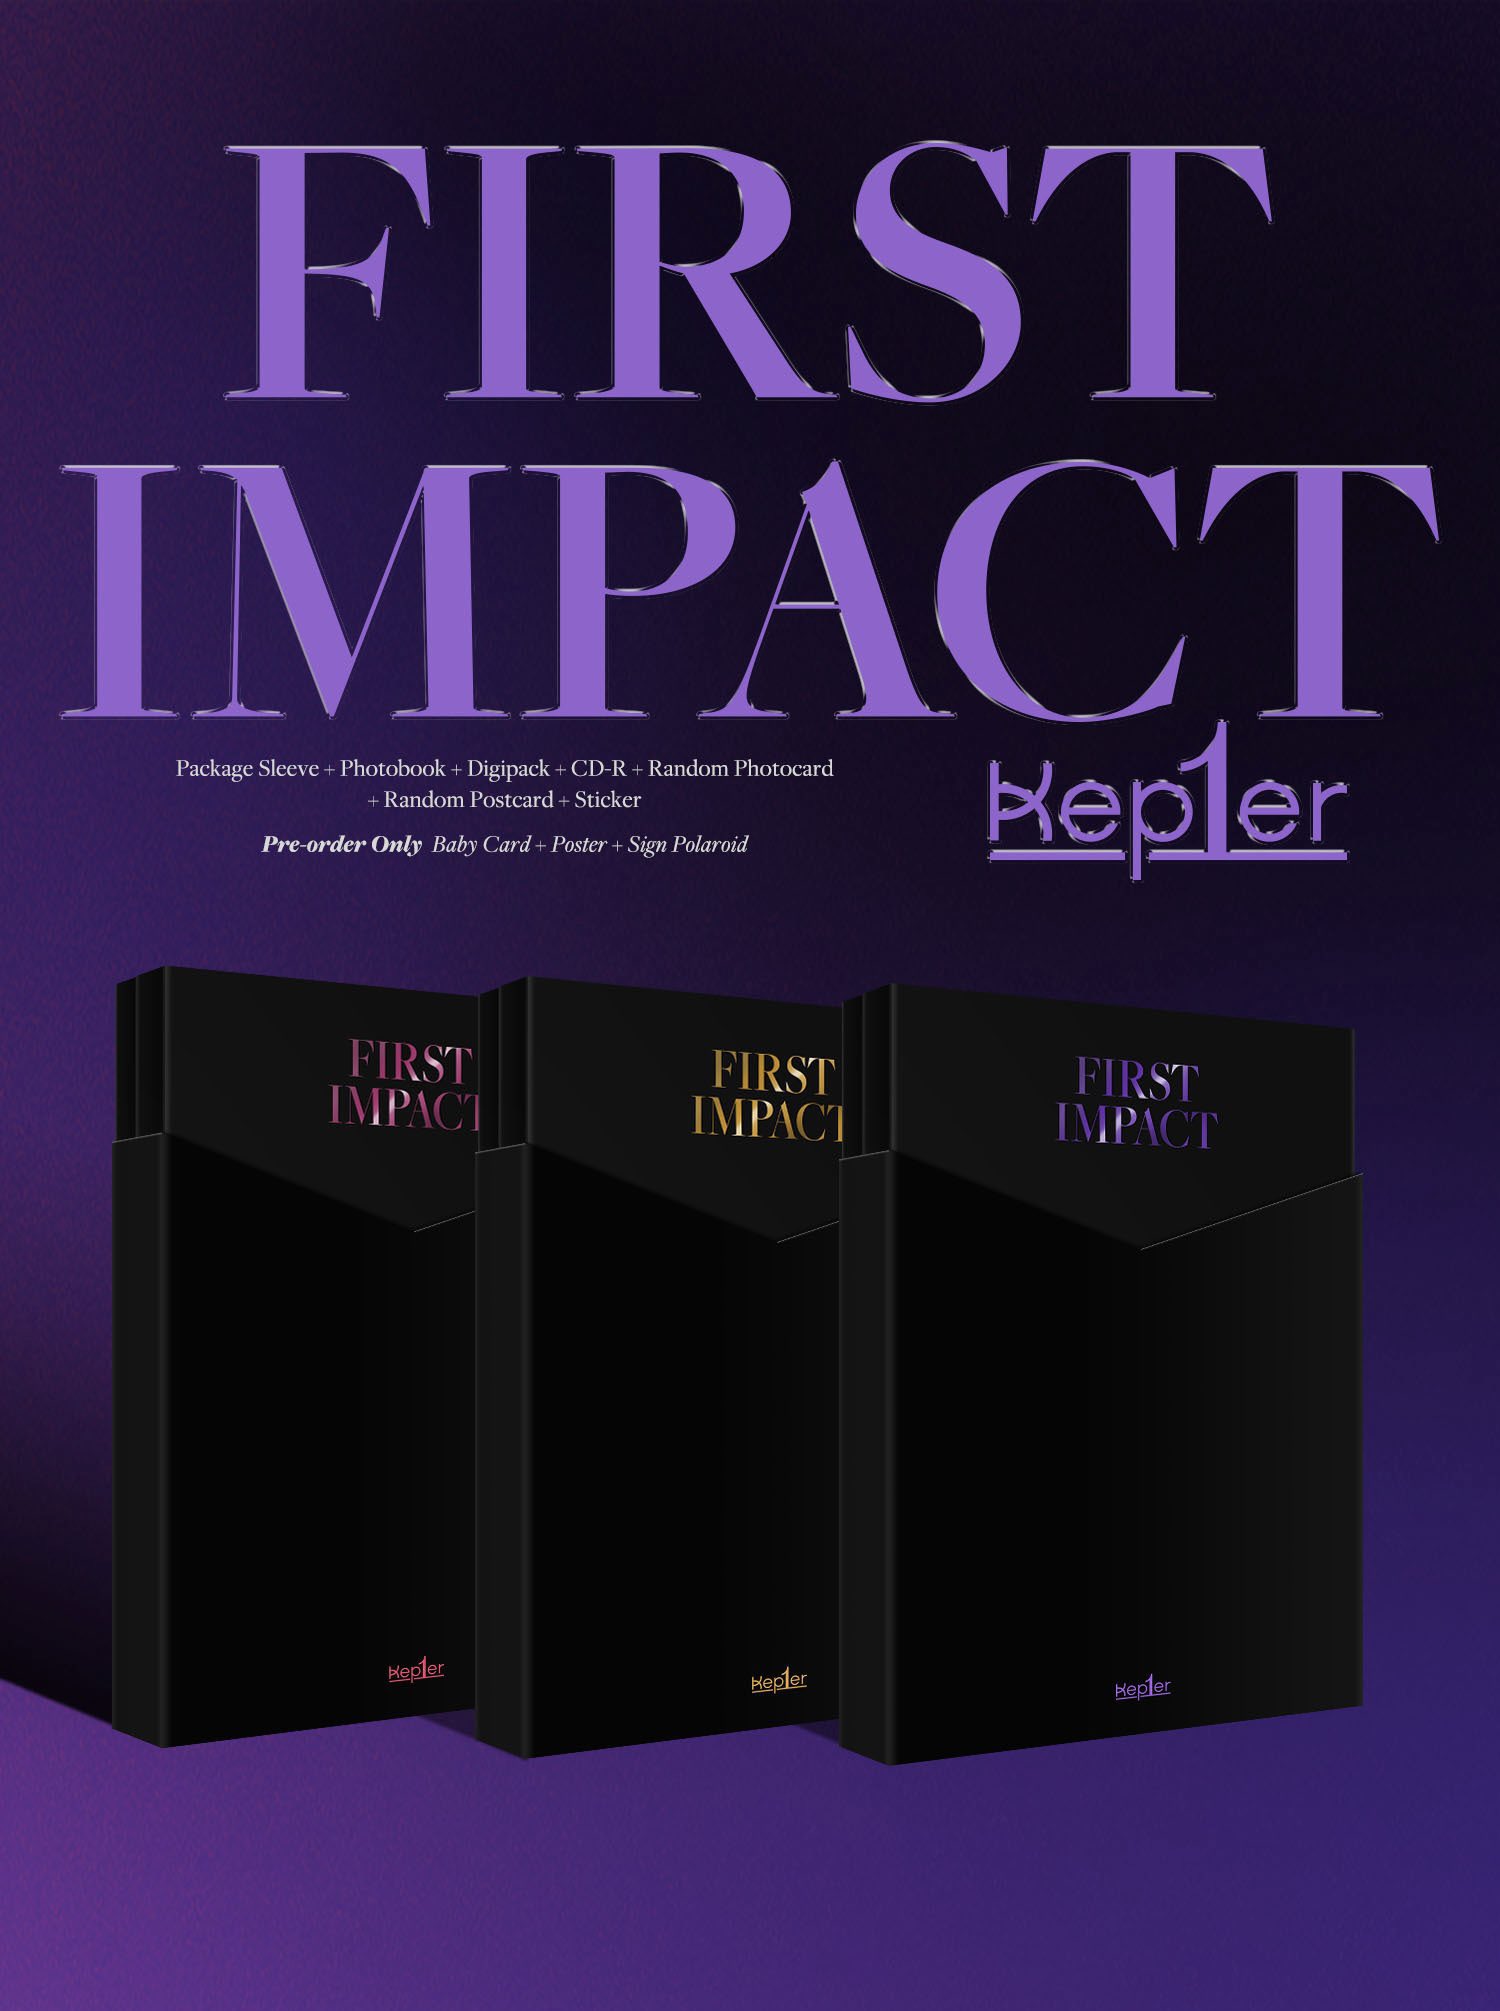 FIRST
IMPACT
Package Sleeve + Photobook + Digipack + CD-R + Random Photocard
+ Random Postcard + Sticker
Pre-order Only Baby Card + Poster + Sign Polaroid
Kep1er
FIRST
IMPACT
Kep1er
FIRST
IMPACT
Kep1er
FIRST
IMPACT
Kep1er